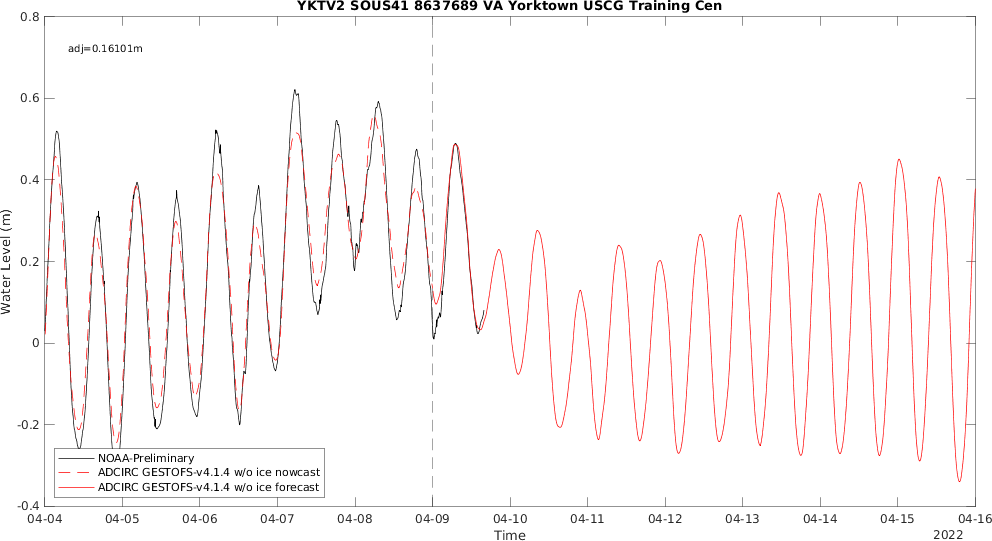 YKTV2 SOUS41 8637689 VA Yorktown USCG Training Cen
adj=0.16101m
Water Level (m)
0.8
0.6
0.4
0.2
0
-0.2
-0.4
NOAA-Preliminary
ADCIRC GESTOFS-v4.1.4 w/o ice nowcast
ADCIRC GESTOFS-v4.1.4 w/o ice forecast
04-04 04-05 04-06 04-07 04-08 04-09 04-10 04-11 04-12 04-13 04-14 04-15 04-16
Time
2022